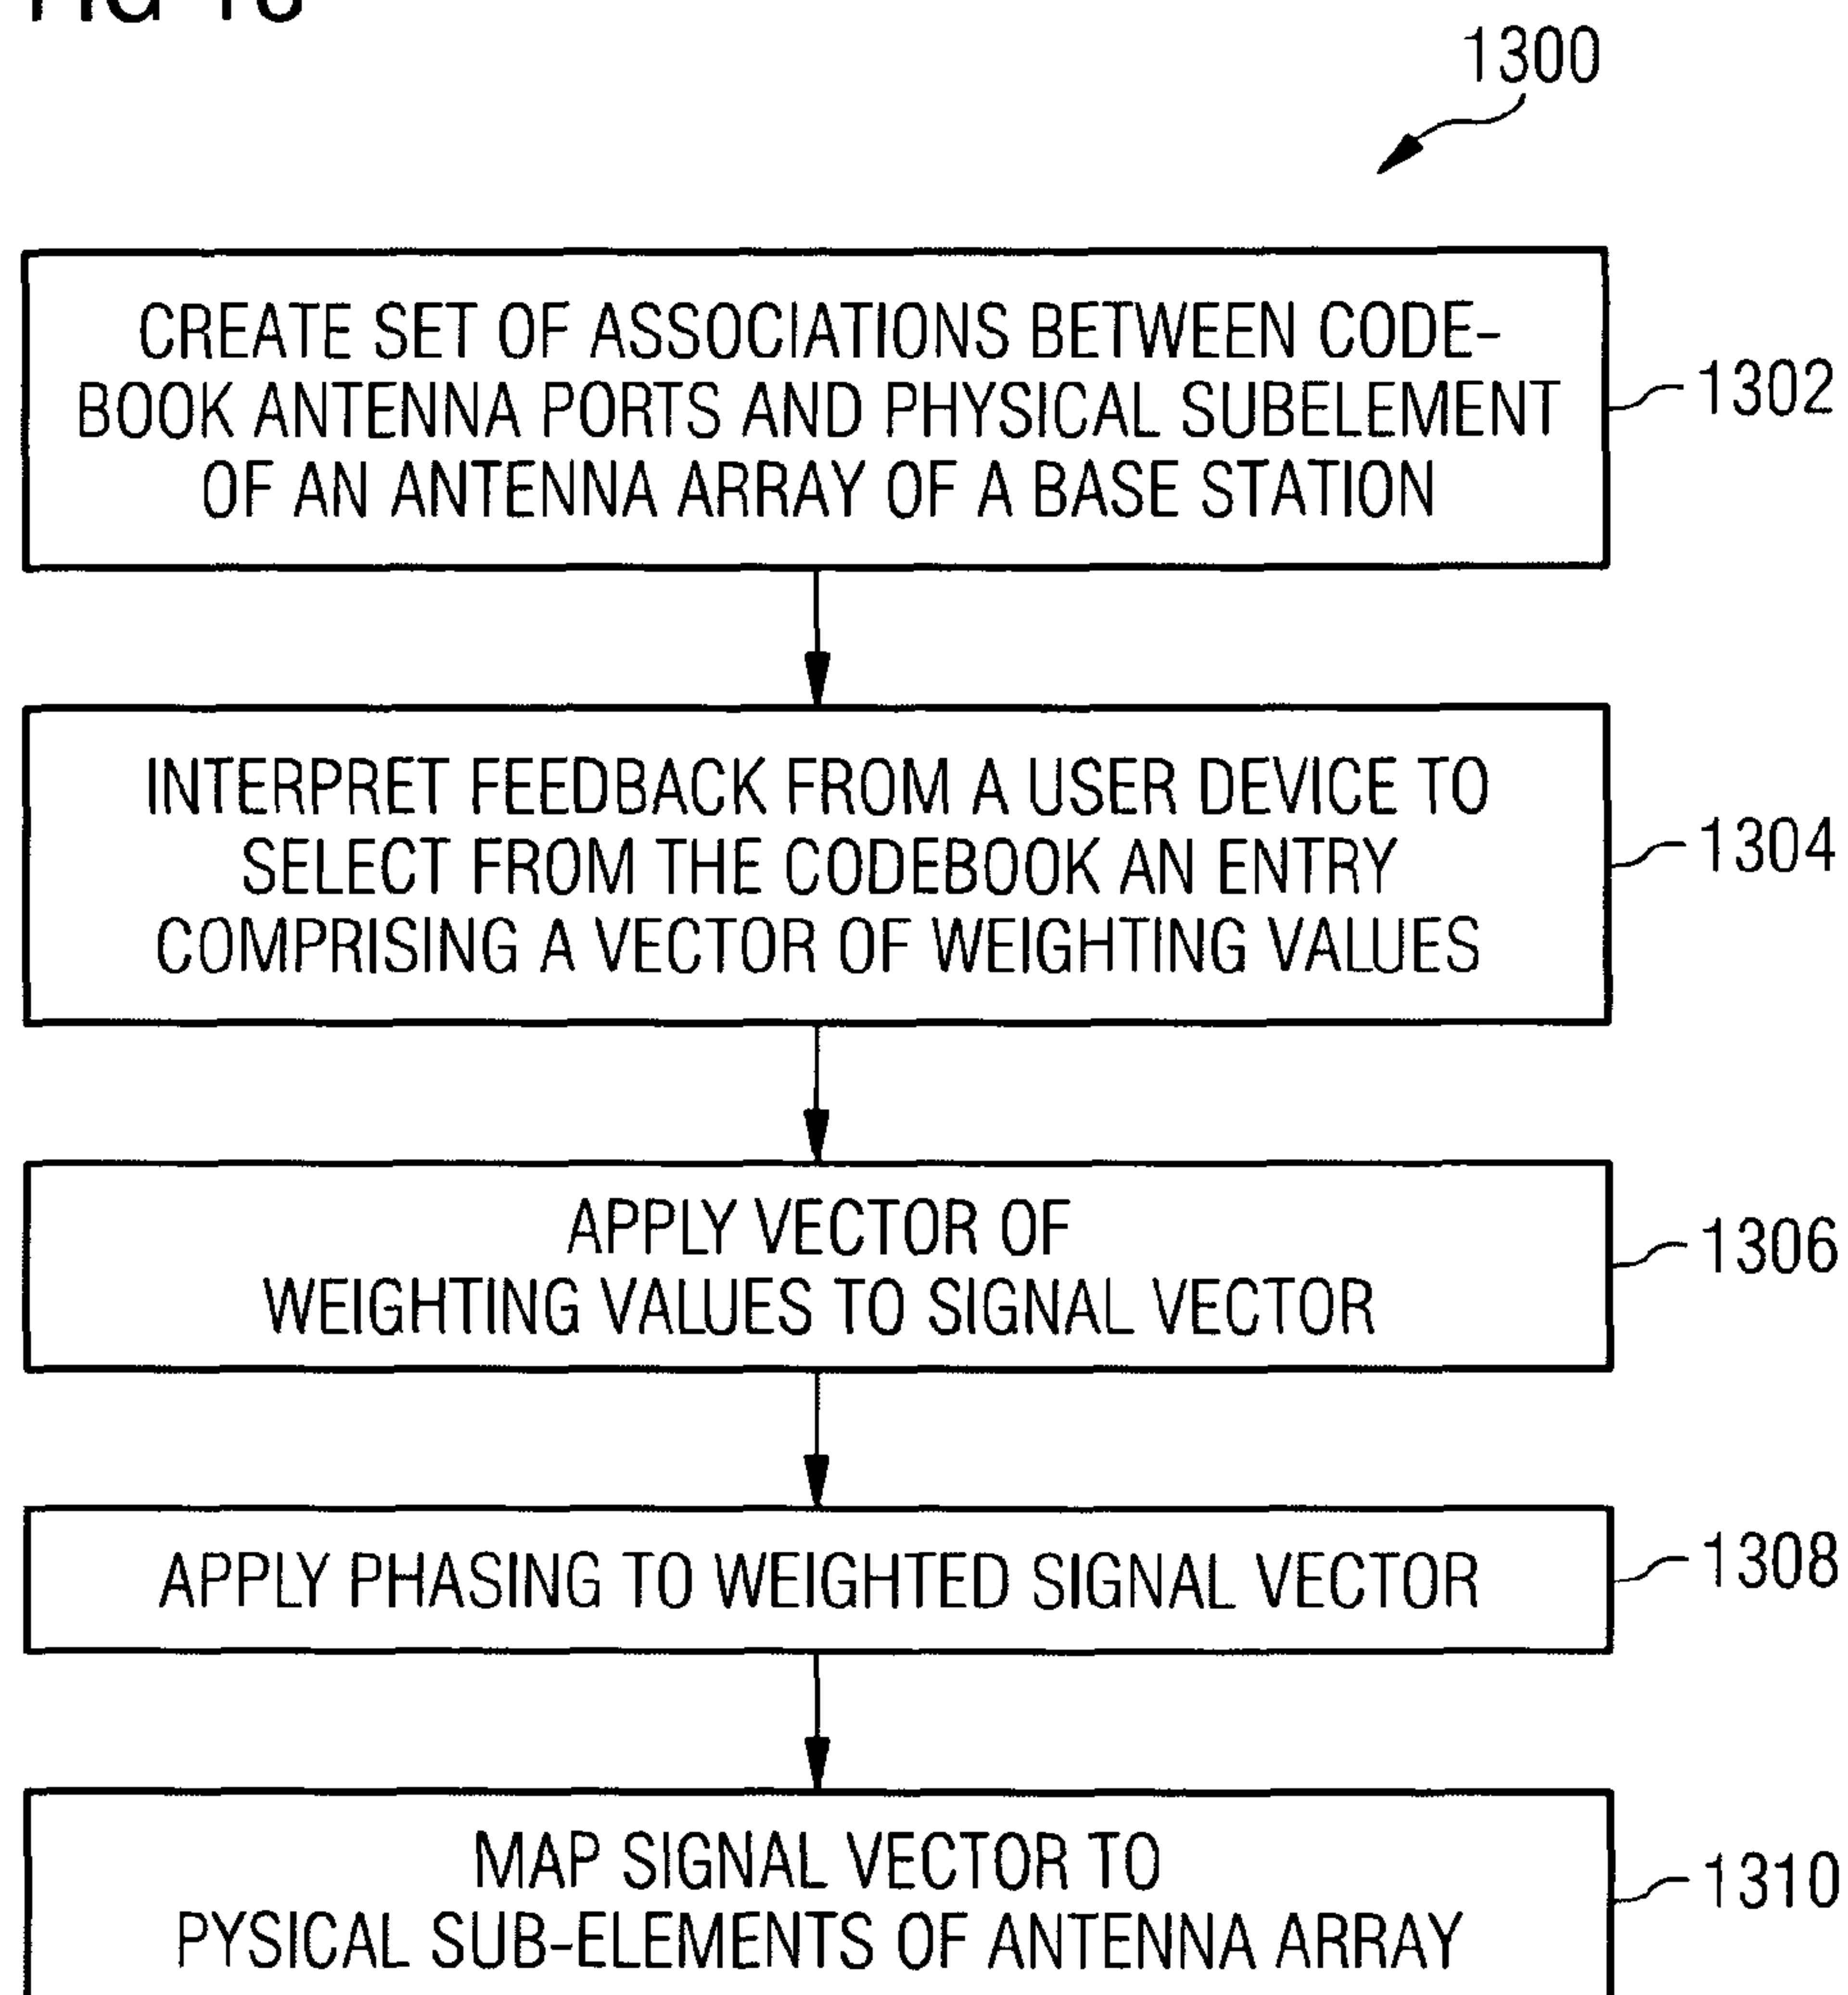 1300
CREATE SET OF ASSOCIATIONS BETWEEN CODE-
BOOK ANTENNA PORTS AND PHYSICAL SUBELEMENT
OF AN ANTENNA ARRAY OF A BASE STATION
1302
INTERPRET FEEDBACK FROM A USER DEVICE TO
SELECT FROM THE CODEBOOK AN ENTRY
COMPRISING A VECTOR OF WEIGHTING VALUES
1304
APPLY VECTOR OF
WEIGHTING VALUES TO SIGNAL VECTOR
1306
APPLY PHASING TO WEIGHTED SIGNAL VECTOR
1308
MAP SIGNAL VECTOR TO
PYSICAL SUB-ELEMENTS OF ANTENNA ARRAY
1310